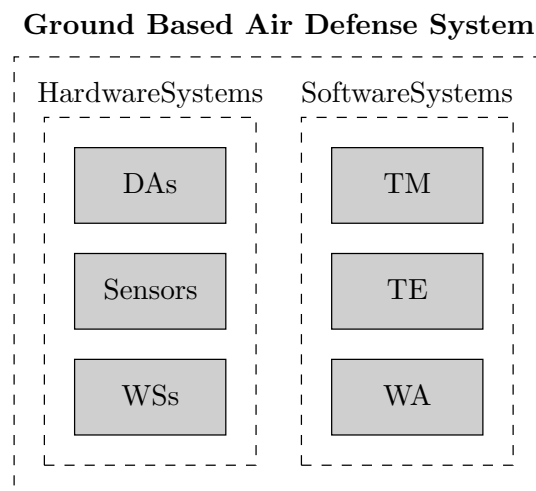 Ground Based Air Defense System
HardwareSystems
SoftwareSystems
DAs
TM
Sensors
TE
WSs
WA